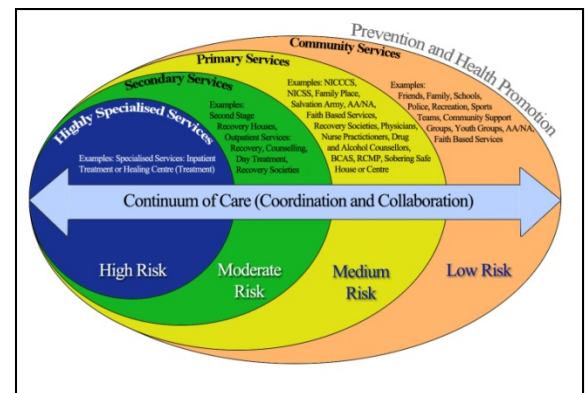 Prevention and Health Promotion
Community Services
Examples:
Friends, Family, Schools,
Police, Recreation, Sports
Teams, Community Support
Groups, Youth Groups, AA/NA,
Faith Based Services
Primary Services
Examples: NICCCS,
NICSS, Family Place,
Salvation Army, AA/NA,
Faith Based Services,
Recovery Societies, Physicians,
Nurse Practitioners, Drug
and Alcohol Counsellors,
BCAS, RCMP, Sobering Safe
House or Centre
Secondary Services
Examples:
Second Stage
Recovery Houses,
Outpatient Services:
Recovery, Counselling,
Day Treatment,
Recovery Societies
Highly Specialised Services
Examples: Specialised Services: Inpatient
Treatment or Healing Centre (Treatment)
Continuum of Care (Coordination and Collaboration)
High Risk
Moderate
Risk
Medium
Risk
Low Risk